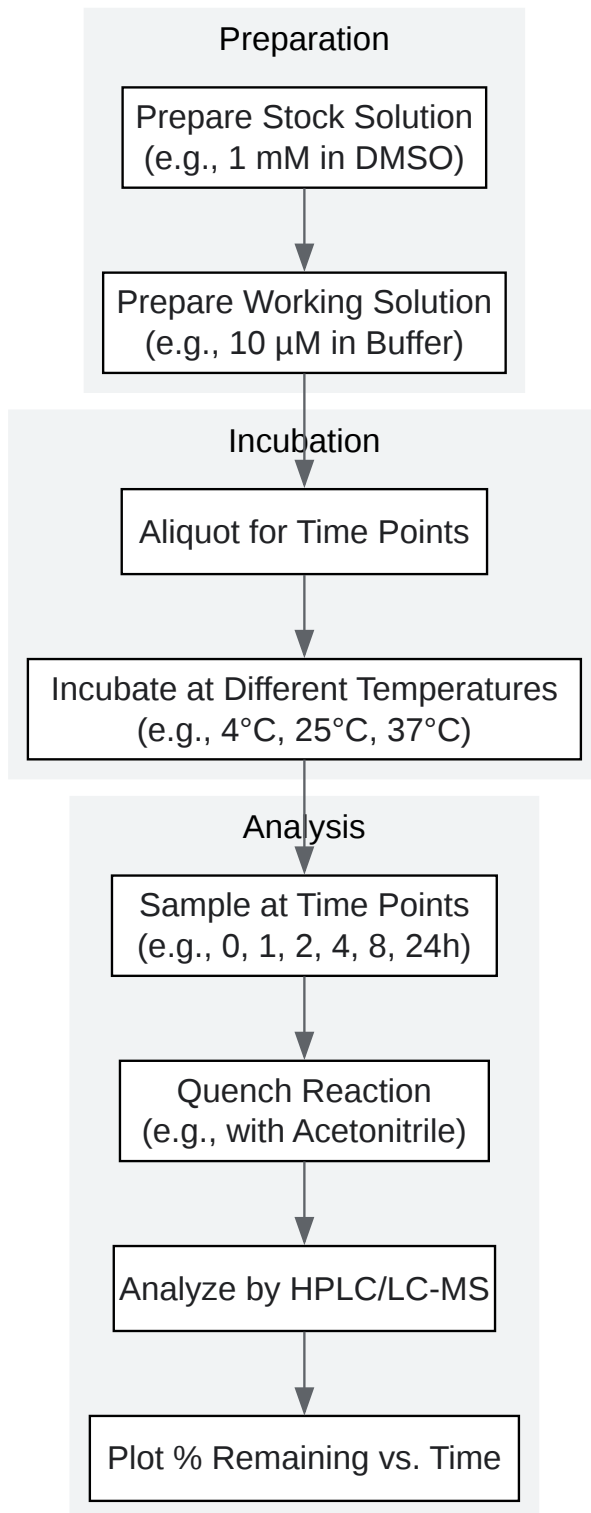 Preparation
Prepare Stock Solution
(e.g., 1 mM in DMSO)
Prepare Working Solution
(e.g., 10 µM in Buffer)
Incubation
Aliquot for Time Points
Incubate at Different Temperatures
(e.g., 4°C, 25°C, 37°C)
Analysis
Sample at Time Points
(e.g., 0, 1, 2, 4, 8, 24h)
Quench Reaction
(e.g., with Acetonitrile)
Analyze by HPLC/LC-MS
Plot % Remaining vs. Time